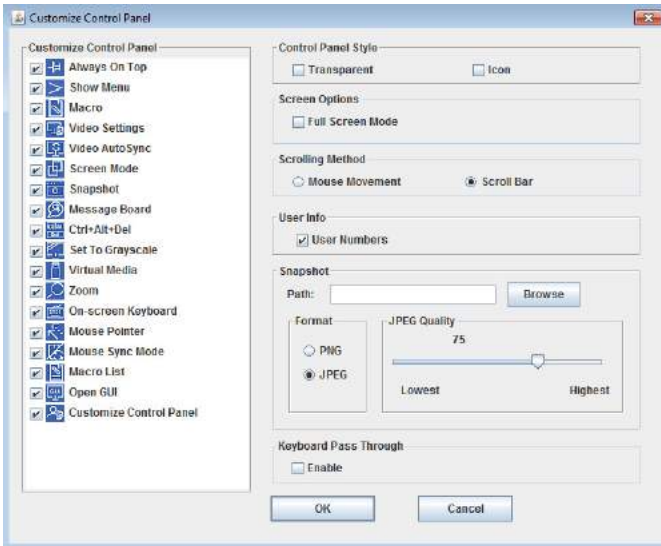 Customize Control Panel
Customize Control Panel
Always On Top
Show Menu
Macro
Video Settings
Video AutoSync
Screen Mode
Snapshot
Message Board
Ctrl+Alt+Del
Set To Grayscale
Virtual Media
Zoom
On-screen Keyboard
Mouse Pointer
Mouse Sync Mode
Macro List
Open GUI
Customize Control Panel
Control Panel Style
Transparent Icon
Screen Options
Full Screen Mode
Scrolling Method
Mouse Movement Scroll Bar
User Info
User Numbers
Snapshot
Path: Browse
Format
PNG
JPEG
JPEG Quality
75
Lowest Highest
Keyboard Pass Through
Enable
OK Cancel